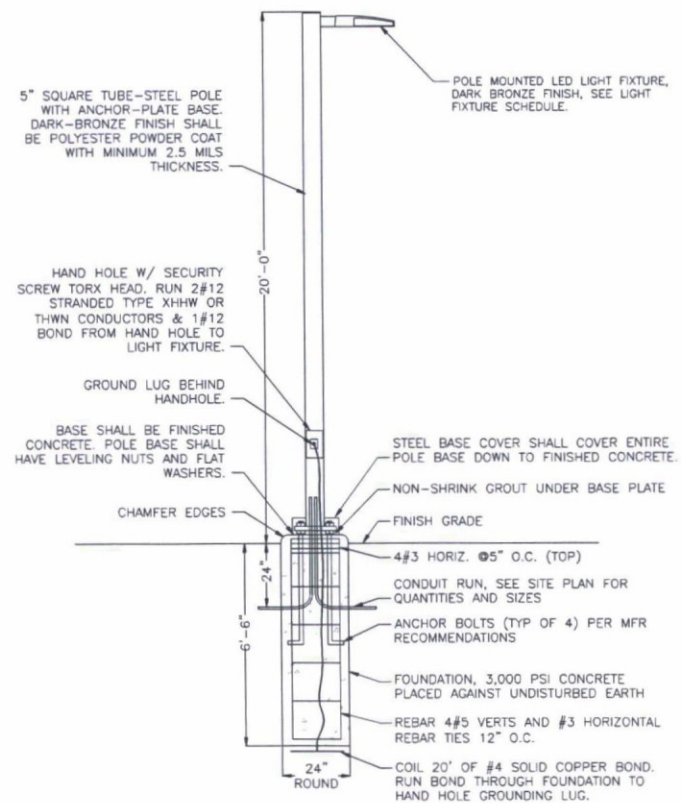 POLE MOUNTED LED LIGHT FIXTURE,
DARK BRONZE FINISH, SEE LIGHT
FIXTURE SCHEDULE.
5" SQUARE TUBE-STEEL POLE
WITH ANCHOR-PLATE BASE.
DARK-BRONZE FINISH SHALL
BE POLYESTER POWDER COAT
WITH MINIMUM 2.5 MILS
THICKNESS.
20'-0"
HAND HOLE W/ SECURITY
SCREW TORX HEAD. RUN 2#12
STRANDED TYPE XHHW OR
THWN CONDUCTORS & 1#12
BOND FROM HAND HOLE TO
LIGHT FIXTURE.
GROUND LUG BEHIND
HANDHOLE.
BASE SHALL BE FINISHED
CONCRETE. POLE BASE SHALL
HAVE LEVELING NUTS AND FLAT
WASHERS.
CHAMFER EDGES
STEEL BASE COVER SHALL COVER ENTIRE
POLE BASE DOWN TO FINISHED CONCRETE.
NON-SHRINK GROUT UNDER BASE PLATE
FINISH GRADE
4#3 HORIZ. @5" O.C. (TOP)
CONDUIT RUN, SEE SITE PLAN FOR
QUANTITIES AND SIZES
ANCHOR BOLTS (TYP OF 4) PER MFR
RECOMMENDATIONS
FOUNDATION, 3,000 PSI CONCRETE
PLACED AGAINST UNDISTURBED EARTH
REBAR 4#5 VERTS AND #3 HORIZONTAL
REBAR TIES 12" O.C.
COIL 20' OF #4 SOLID COPPER BOND.
RUN BOND THROUGH FOUNDATION TO
HAND HOLE GROUNDING LUG.
24"
6'-6"
24"
ROUND